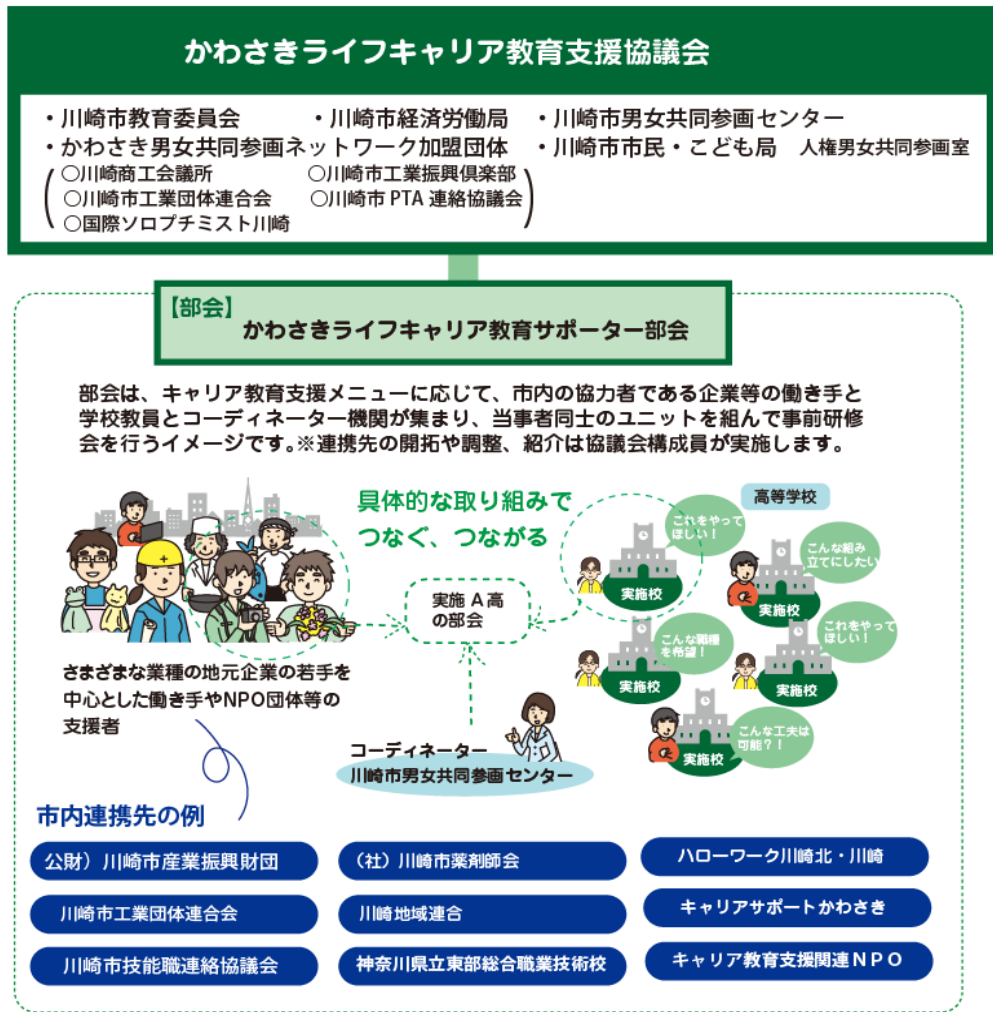 かわさきライフキャリア教育支援協議会
・川崎市教育委員会　・川崎市経済労働局　・川崎市男女共同参画センター
・かわさき男女共同参画ネットワーク加盟団体　・川崎市市民・こども局　人権男女共同参画室
○川崎商工会議所　○川崎市工業振興倶楽部
○川崎市工業団体連合会　○川崎市 PTA 連絡協議会
○国際ソロプチミスト川崎
【部会】
かわさきライフキャリア教育サポーター部会
部会は、キャリア教育支援メニューに応じて、市内の協力者である企業等の働き手と
学校教員とコーディネーター機関が集まり、当事者同士のユニットを組んで事前研修
会を行うイメージです。※連携先の開拓や調整、紹介は協議会構成員が実施します。
具体的な取り組みで
つなぐ、つながる
高等学校
これをやって
ほしい！
実施校
こんな組み
立てにしたい
実施校
こんな職種
を希望！
実施校
これをやって
ほしい！
実施校
こんな工夫は
可能？！
実施校
実施 A 高
の部会
さまざまな業種の地元企業の若手を
中心とした働き手やNPO団体等の
支援者
コーディネーター
川崎市男女共同参画センター
市内連携先の例
公財）川崎市産業振興財団
（社）川崎市薬剤師会
ハローワーク川崎北・川崎
川崎市工業団体連合会
川崎地域連合
キャリアサポートかわさき
川崎市技能職連絡協議会
神奈川県立東部総合職業技術校
キャリア教育支援関連ＮＰＯ